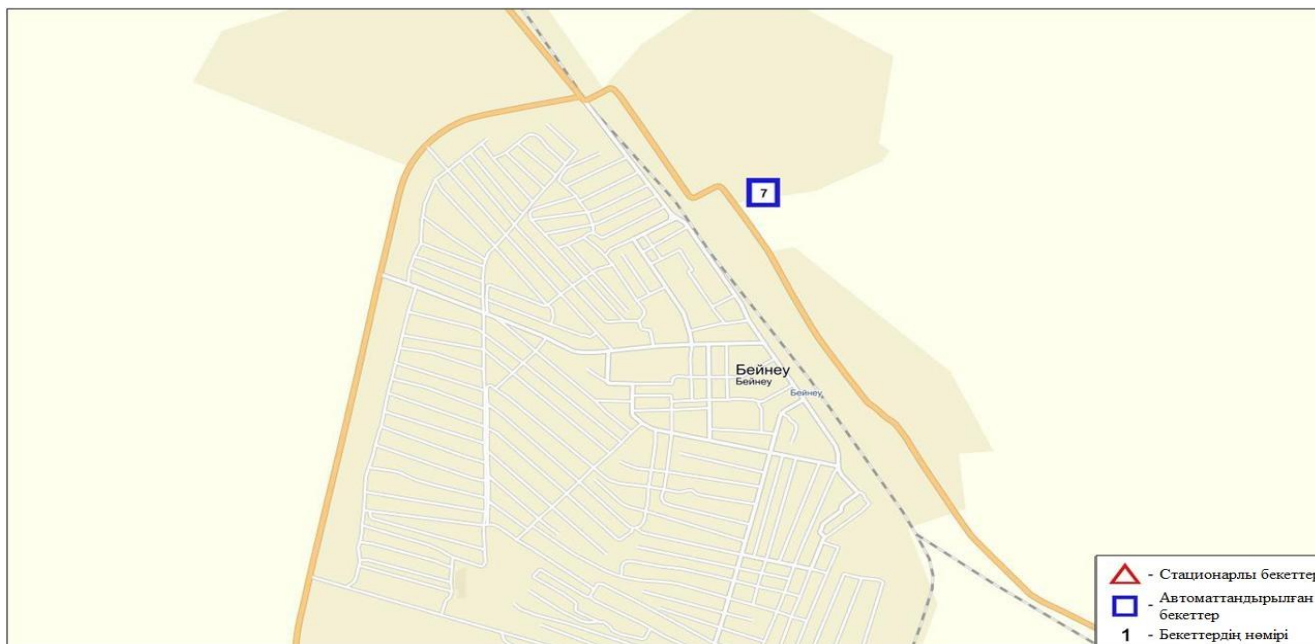 7
Бейнеу
Бейнеу
Бейнеу
- Стационарлы бекеттер
- Автоматтандырылған
бекеттер
1 - Бекеттердің нөмірі